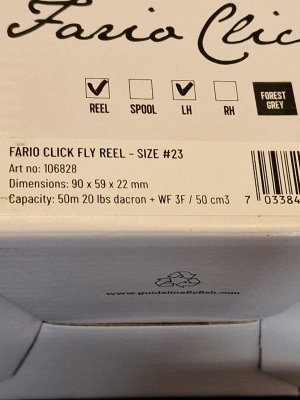 Fario Clic
REEL SPOOL LH RH FOREST GREY
FARIO CLICK FLY REEL – SIZE #23
Art no: 106828
Dimensions: 90 x 59 x 22 mm
Capacity: 50m 20 lbs dacron + WF 3F / 50 cm3
7 03384
www.guidelineflyfish.com